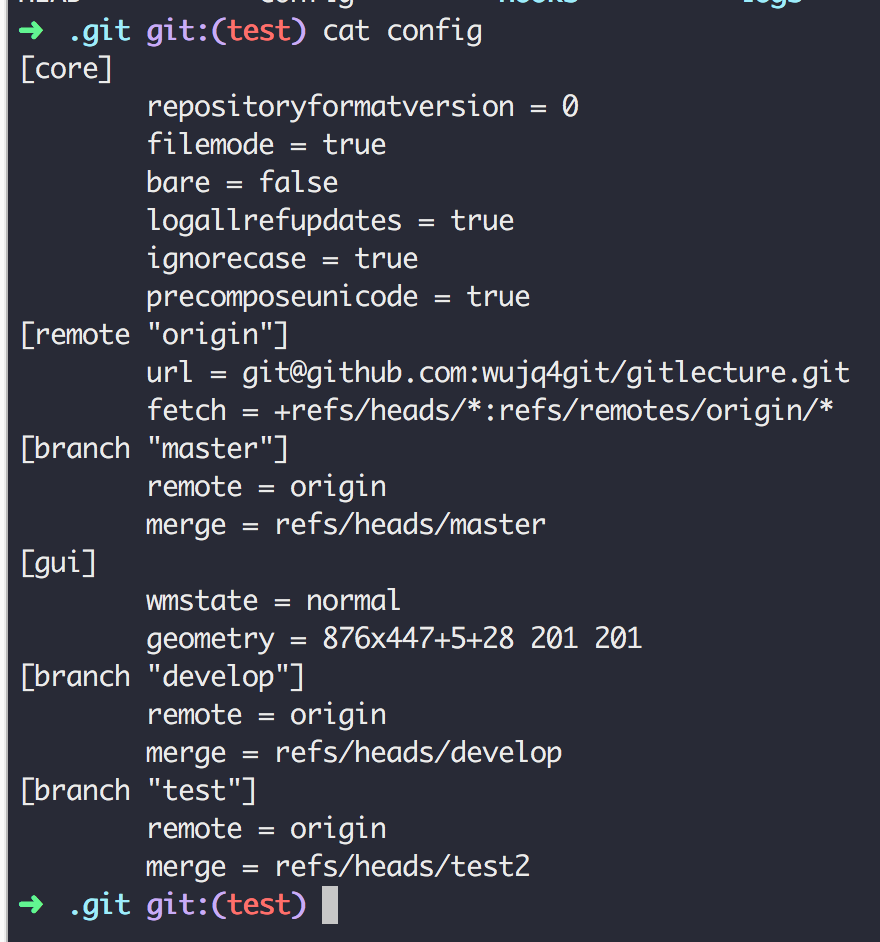 ➜ .git git:(test) cat config
[core]
        repositoryformatversion = 0
        filemode = true
        bare = false
        logallrefupdates = true
        ignorecase = true
        precomposeunicode = true
[remote "origin"]
        url = git@github.com:wujq4git/gitlecture.git
        fetch = +refs/heads/*:refs/remotes/origin/*
[branch "master"]
        remote = origin
        merge = refs/heads/master
[gui]
        wmstate = normal
        geometry = 876x447+5+28 201 201
[branch "develop"]
        remote = origin
        merge = refs/heads/develop
[branch "test"]
        remote = origin
        merge = refs/heads/test2
➜ .git git:(test)